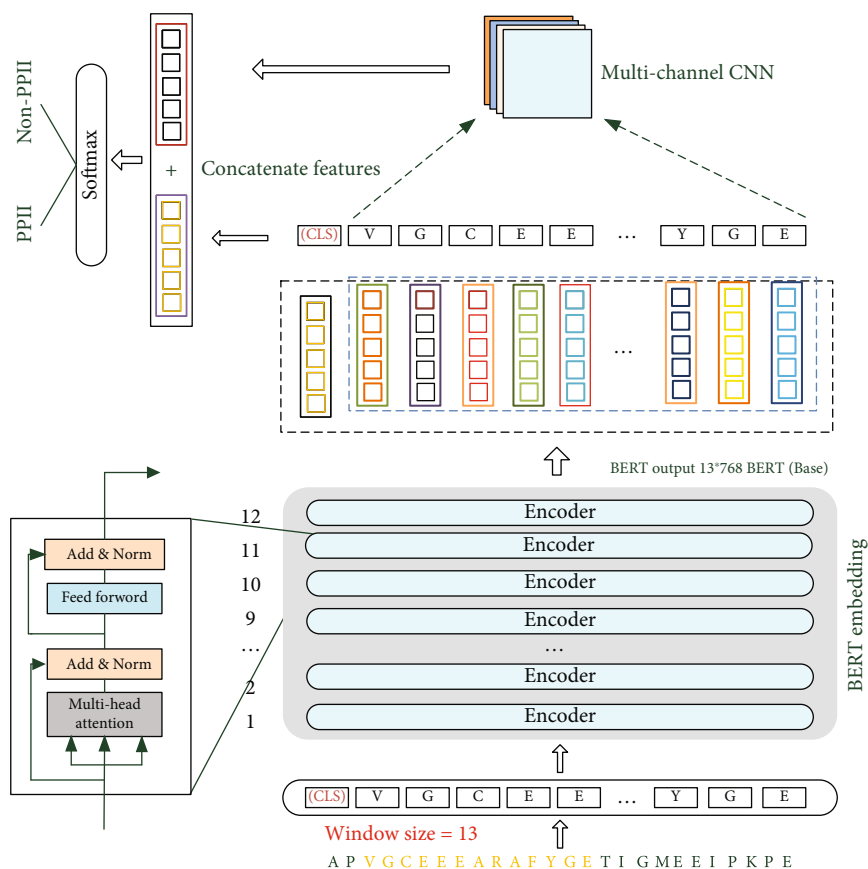 Multi-channel CNN
Non-PPII
PPII
Softmax
+ Concatenate features
(CLS) V G C E E ... Y G E
...
BERT output 13*768 BERT (Base)
12 Encoder
11 Encoder
10 Encoder
9 Encoder
... ...
2 Encoder
1 Encoder
BERT embedding
Add & Norm
Feed forword
Add & Norm
Multi-head
attention
(CLS) V G C E E ... Y G E
Window size = 13
A P V G C E E E A R A F Y G E T I G M E E I P K P E